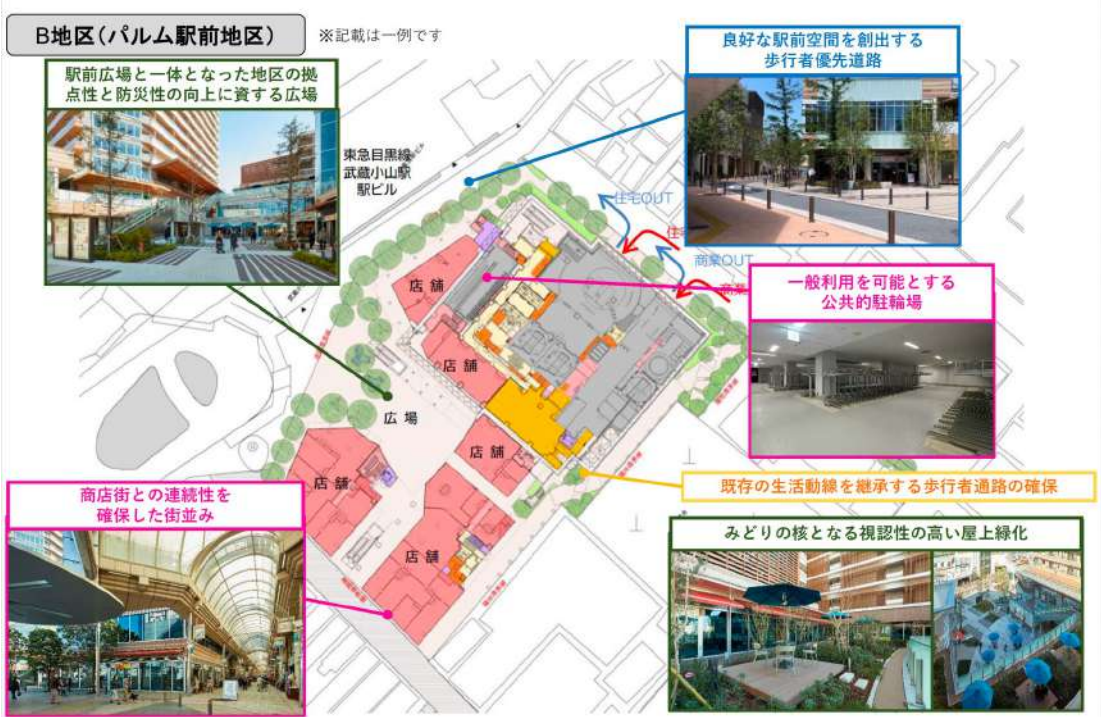 B地区(パルム駅前地区)
※記載は一例です
駅前広場と一体となった地区の拠
点性と防災性の向上に資する広場
良好な駅前空間を創出する
歩行者優先道路
東急目黒線
武蔵小山駅
駅ビル
住宅OUT
商業OUT
一般利用を可能とする
公共的駐輪場
店舗
店舗
広場
店舗
店舗
店舗
既存の生活動線を継承する歩行者通路の確保
商店街との連続性を
確保した街並み
みどりの核となる視認性の高い屋上緑化